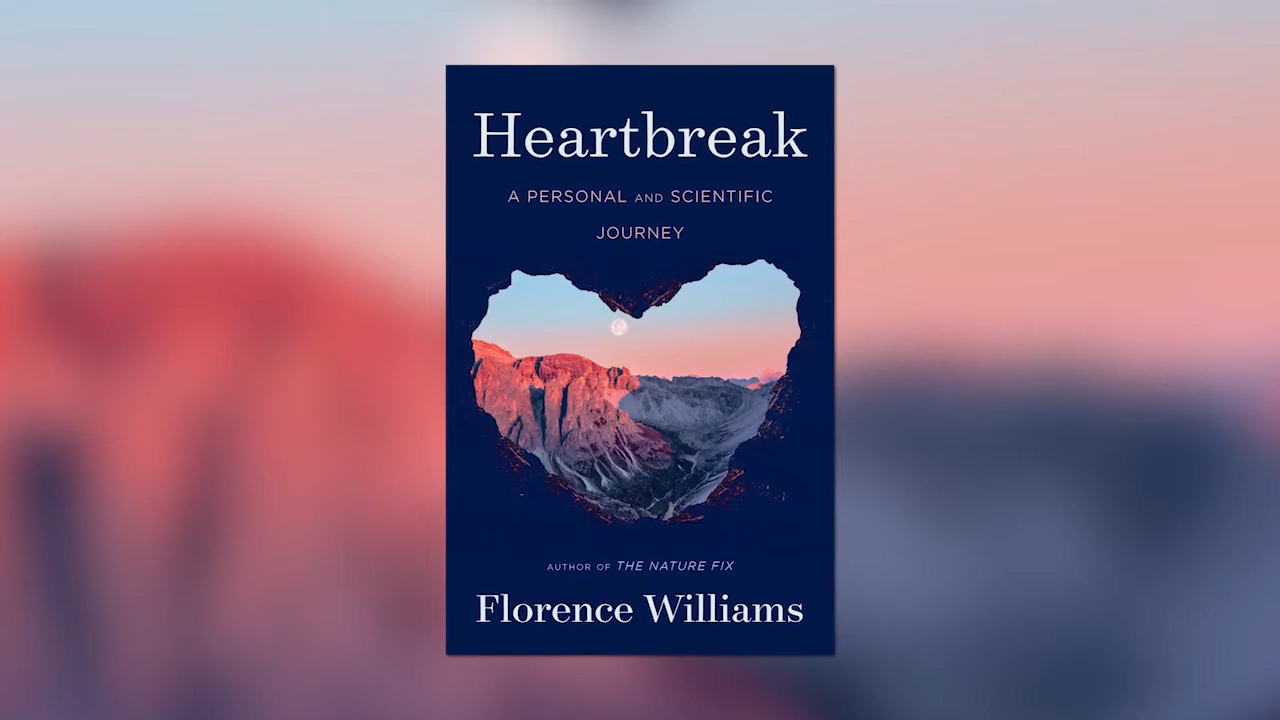 Heartbreak
A PERSONAL AND SCIENTIFIC
JOURNEY
AUTHOR OF THE NATURE FIX
Florence Williams